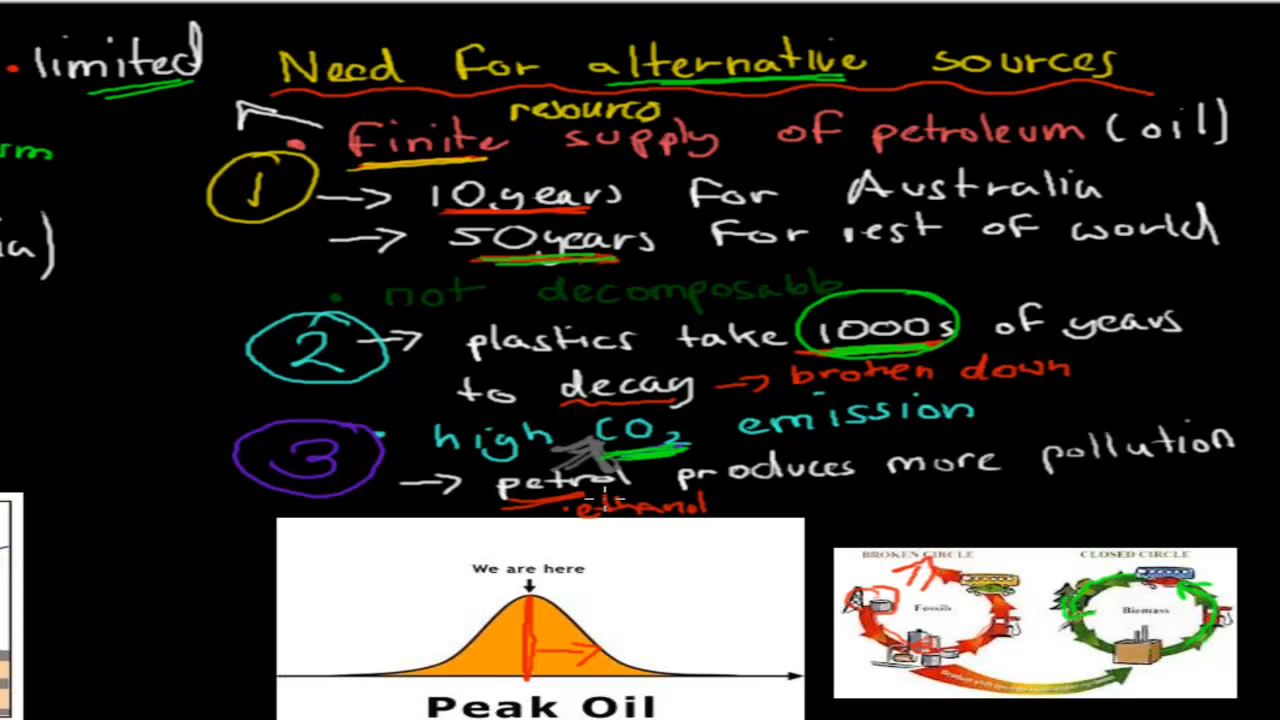 • limited
Need for alternative sources
resource
• finite supply of petroleum (oil)
rm
1
→ 10 years for Australia
→ 50 years for rest of world
ia)
• not decomposable
2
→ plastics take 1000s of years
to decay → broken down
• high CO2 emission
3
→ petrol produces more pollution
• ethanol
We are here
Peak Oil
BROKEN CIRCLE
CLOSED CIRCLE
Fossils
Biomass